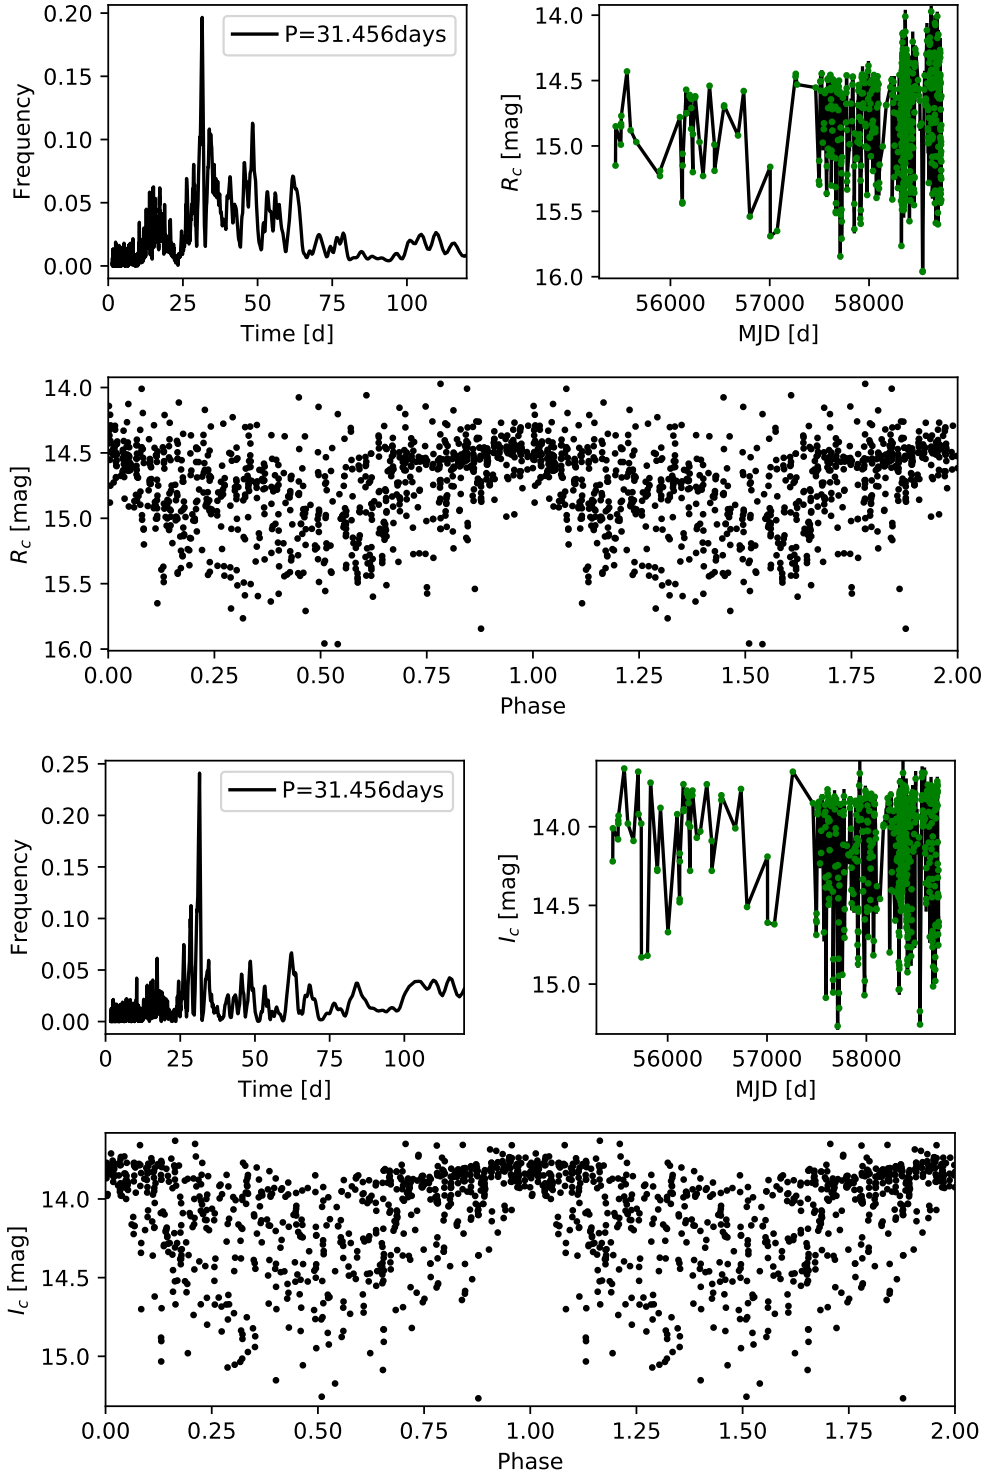 0.20
0.15
0.10
0.05
0.00
Frequency
P=31.456days
0 25 50 75 100
Time [d]
14.0
14.5
15.0
15.5
16.0
R_c [mag]
56000 57000 58000
MJD [d]
14.0
14.5
15.0
15.5
16.0
R_c [mag]
0.00 0.25 0.50 0.75 1.00 1.25 1.50 1.75 2.00
Phase
0.25
0.20
0.15
0.10
0.05
0.00
Frequency
P=31.456days
0 25 50 75 100
Time [d]
14.0
14.5
15.0
I_c [mag]
56000 57000 58000
MJD [d]
14.0
14.5
15.0
I_c [mag]
0.00 0.25 0.50 0.75 1.00 1.25 1.50 1.75 2.00
Phase